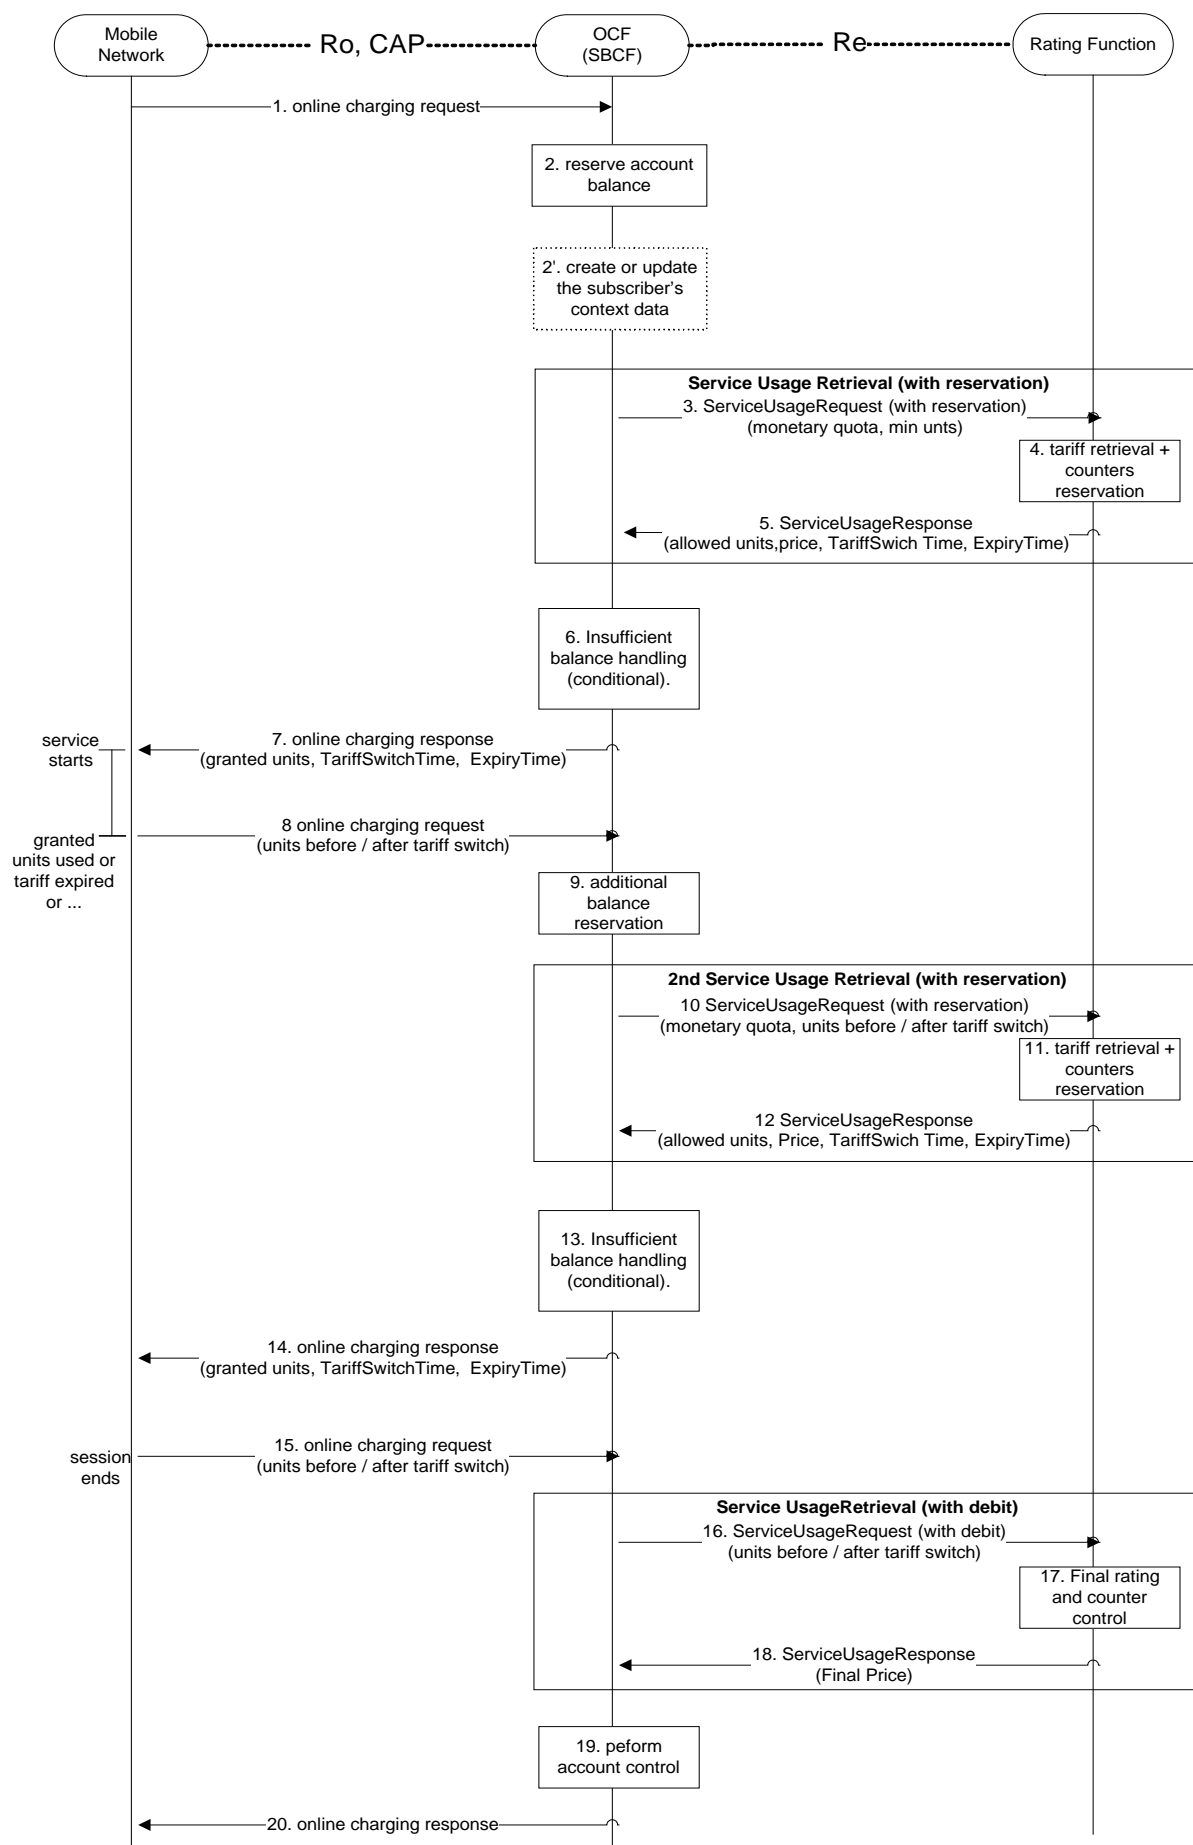 Mobile
Network
Ro, CAP
OCF
(SBCF)
Re
Rating Function
1. online charging request
2. reserve account
balance
2'. create or update
the subscriber's
context data
Service Usage Retrieval (with reservation)
3. ServiceUsageRequest (with reservation)
(monetary quota, min unts)
4. tariff retrieval +
counters
reservation
5. ServiceUsageResponse
(allowed units,price, TariffSwich Time, ExpiryTime)
6. Insufficient
balance handling
(conditional).
service
starts
7. online charging response
(granted units, TariffSwitchTime, ExpiryTime)
8 online charging request
(units before / after tariff switch)
granted
units used or
tariff expired
or ...
9. additional
balance
reservation
2nd Service Usage Retrieval (with reservation)
10 ServiceUsageRequest (with reservation)
(monetary quota, units before / after tariff switch)
11. tariff retrieval +
counters
reservation
12 ServiceUsageResponse
(allowed units, Price, TariffSwich Time, ExpiryTime)
13. Insufficient
balance handling
(conditional).
14. online charging response
(granted units, TariffSwitchTime, ExpiryTime)
session
ends
15. online charging request
(units before / after tariff switch)
Service UsageRetrieval (with debit)
16. ServiceUsageRequest (with debit)
(units before / after tariff switch)
17. Final rating
and counter
control
18. ServiceUsageResponse
(Final Price)
19. peform
account control
20. online charging response